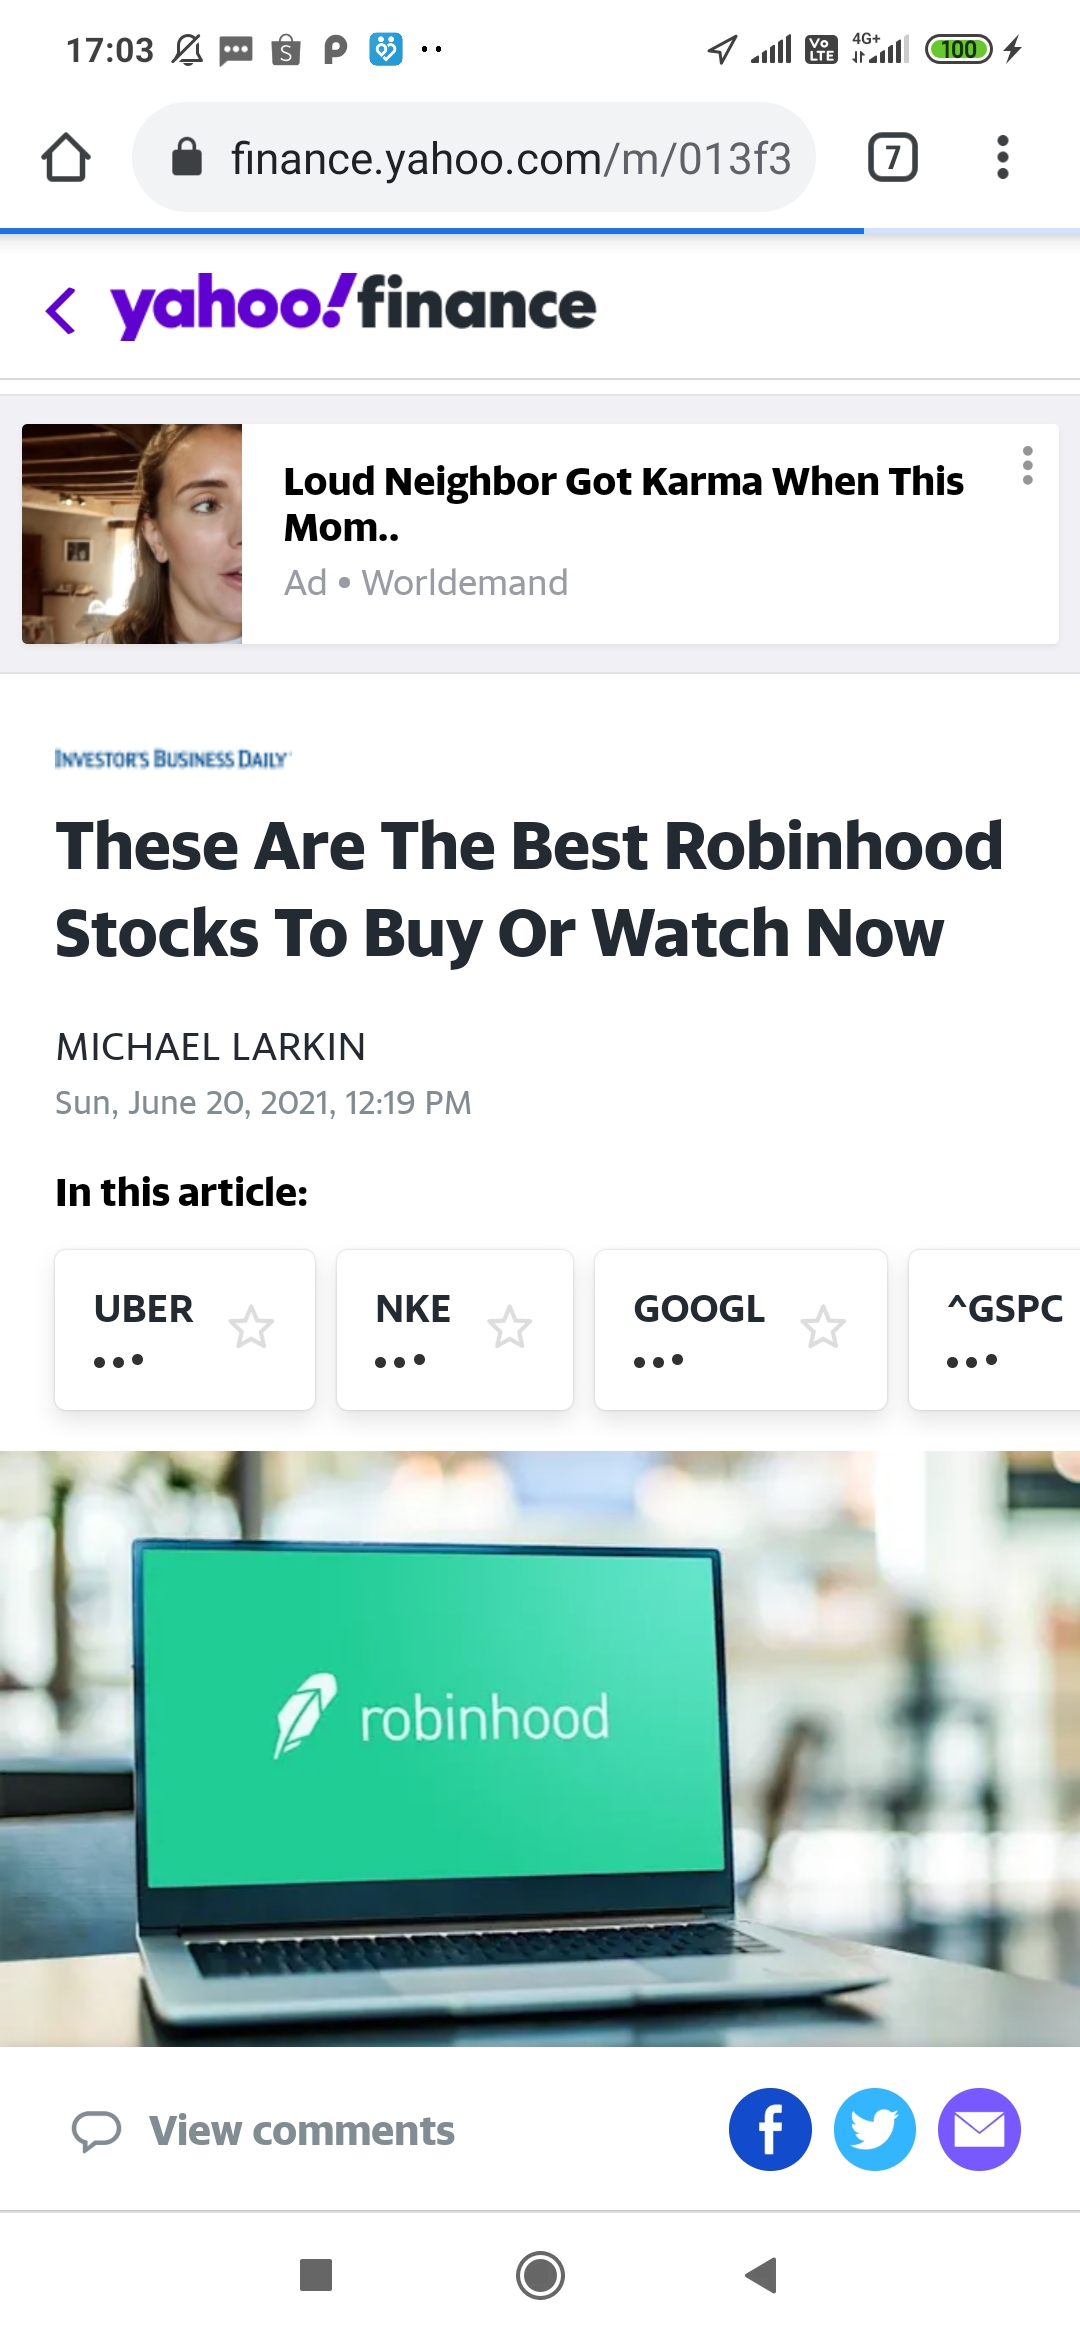 17:03
S
Vo
LTE
4G+
100
finance.yahoo.com/m/013f3
7
yahoo!finance
Loud Neighbor Got Karma When This
Mom..
Ad • Worldemand
INVESTOR'S BUSINESS DAILY
These Are The Best Robinhood
Stocks To Buy Or Watch Now
MICHAEL LARKIN
Sun, June 20, 2021, 12:19 PM
In this article:
UBER
NKE
GOOGL
^GSPC
robinhood
View comments